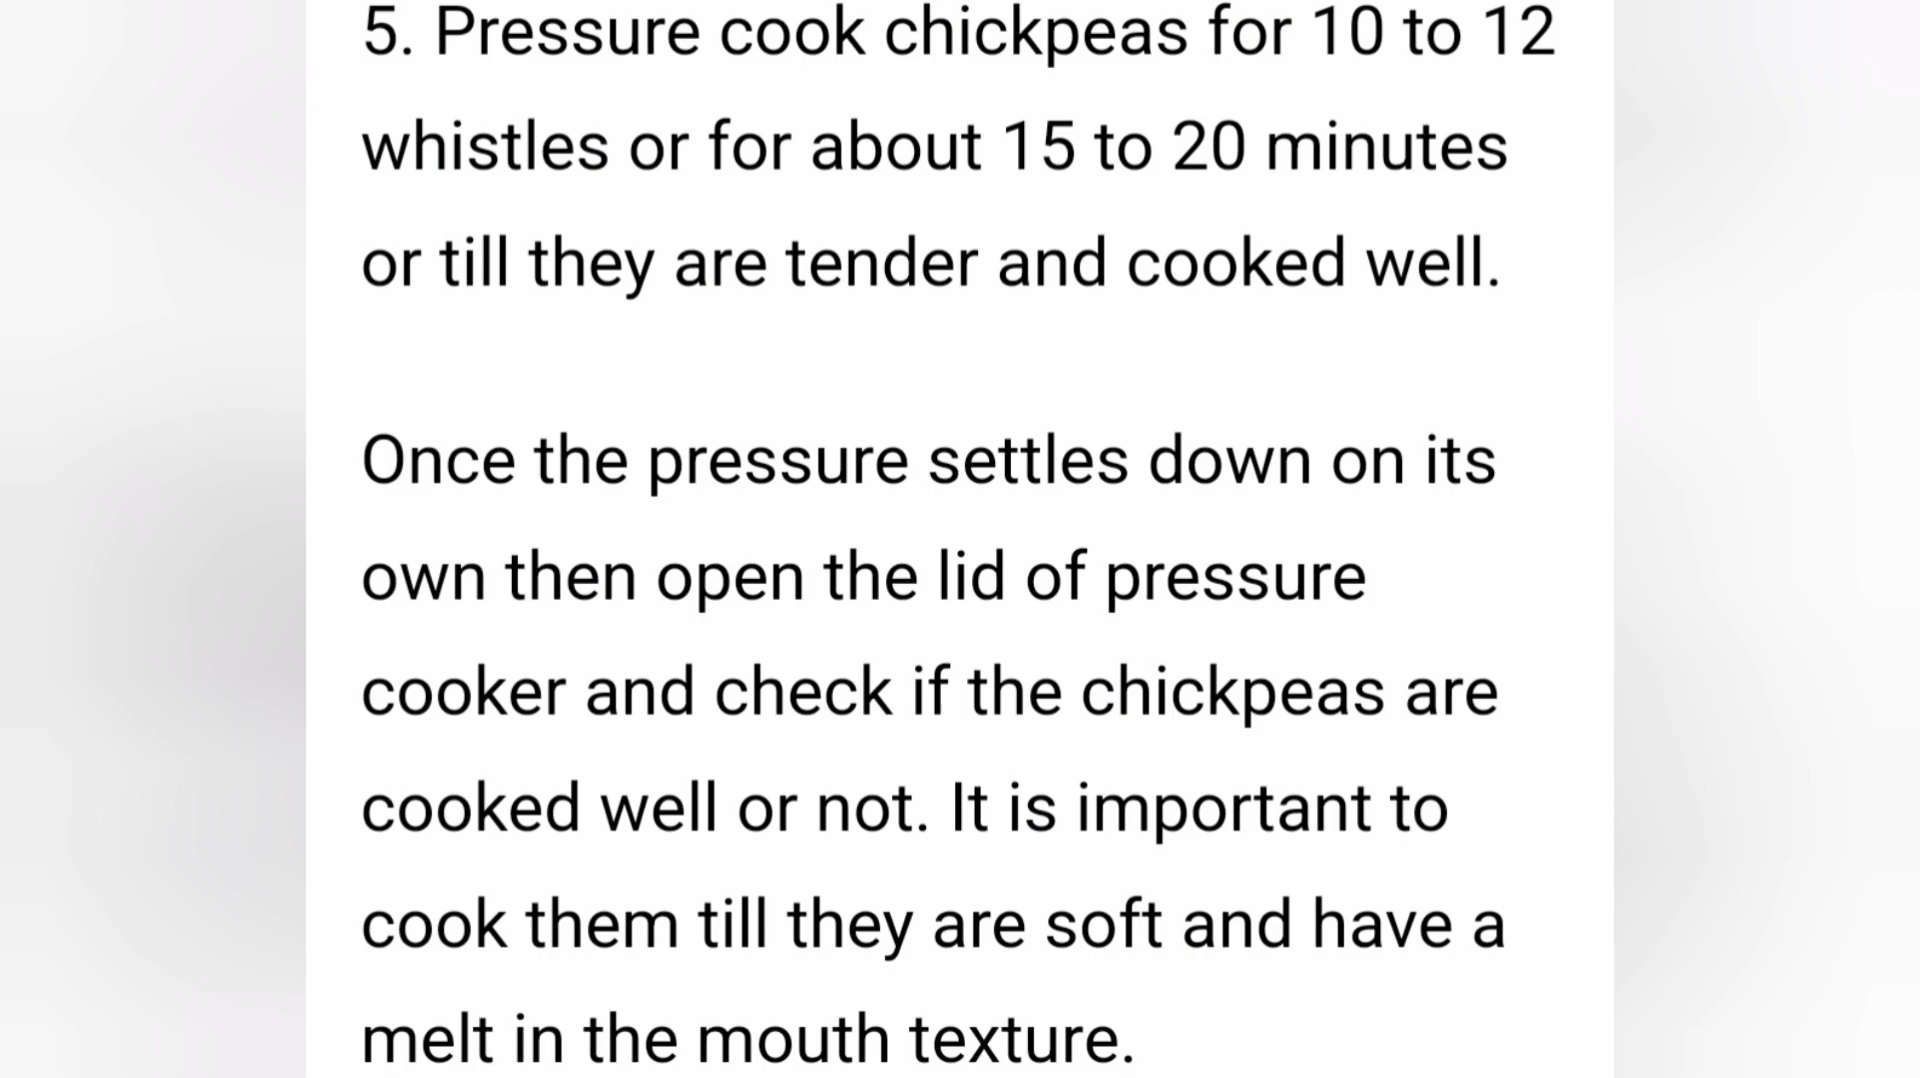 5. Pressure cook chickpeas for 10 to 12
whistles or for about 15 to 20 minutes
or till they are tender and cooked well.
Once the pressure settles down on its
own then open the lid of pressure
cooker and check if the chickpeas are
cooked well or not. It is important to
cook them till they are soft and have a
melt in the mouth texture.